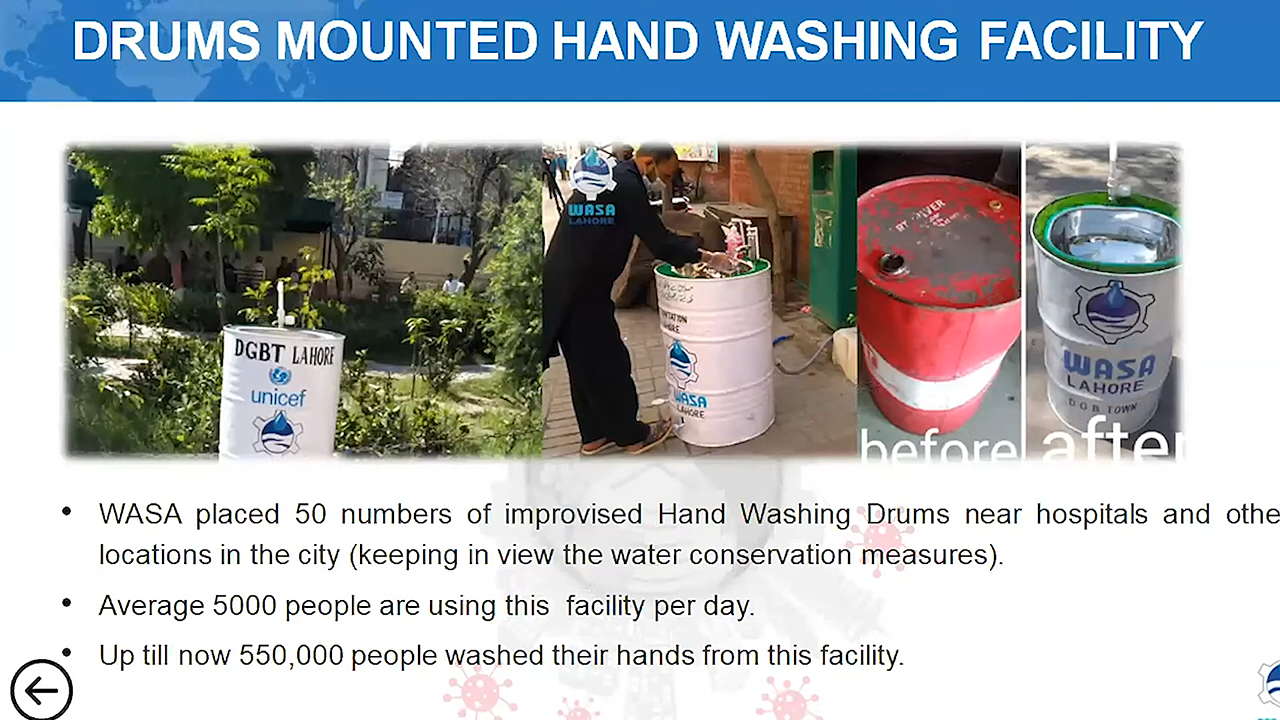 DRUMS MOUNTED HAND WASHING FACILITY
WASA
LAHORE
DGBT LAHORE
unicef
LAHORE
WASA
LAHORE
WASA
LAHORE
D G B TOWN
before
after
• WASA placed 50 numbers of improvised Hand Washing Drums near hospitals and othe
locations in the city (keeping in view the water conservation measures).
• Average 5000 people are using this facility per day.
• Up till now 550,000 people washed their hands from this facility.